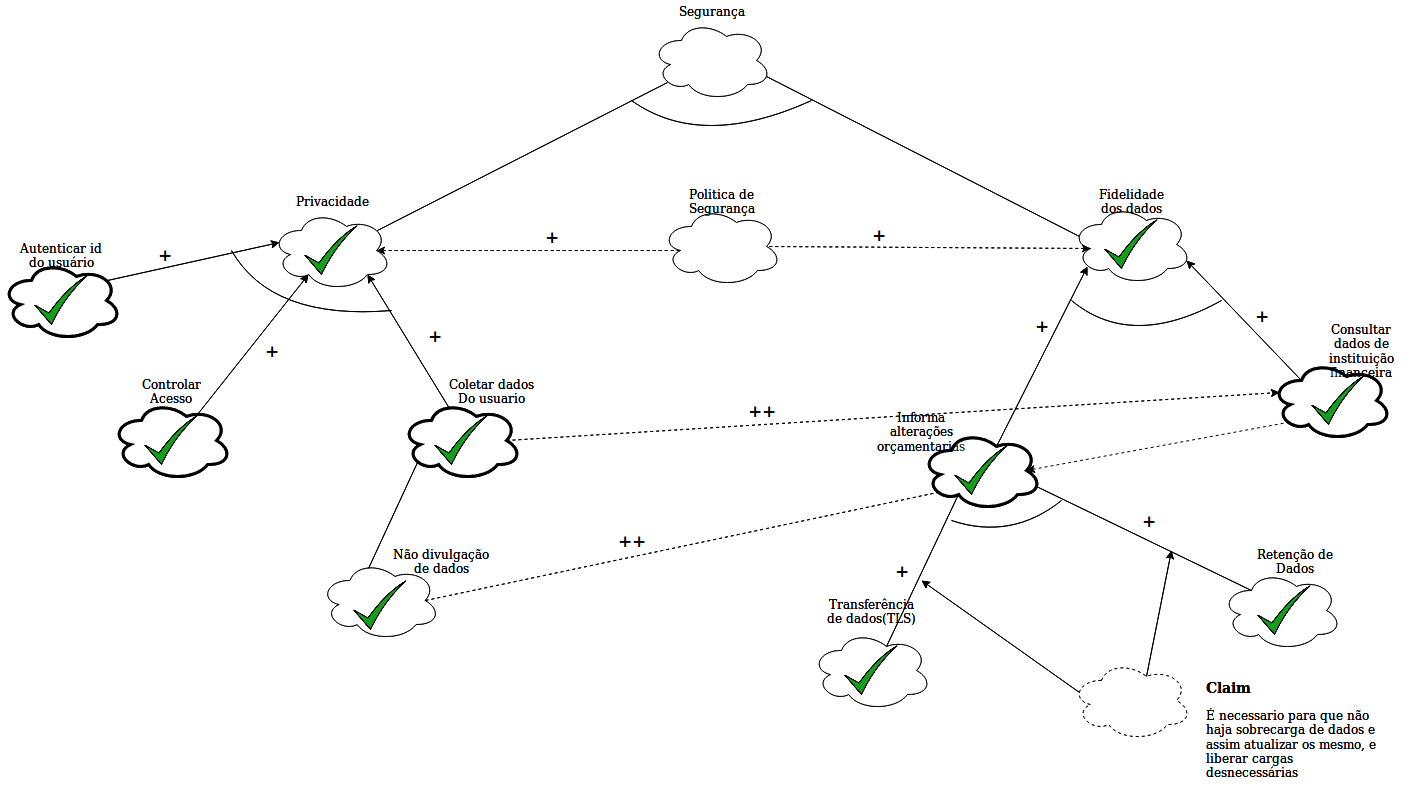 Segurança
Privacidade
Politica de
Segurança
Fidelidade
dos dados
Autenticar id
do usuário
+
+
+
+
+
+
+
Consultar
dados de
instituição
financeira
Controlar
Acesso
Coletar dados
Do usuario
++
Informa
alterações
orçamentarias
++
+
+
Não divulgação
de dados
Retenção de
Dados
Transferência
de dados(TLS)
Claim
É necessario para que não
haja sobrecarga de dados e
assim atualizar os mesmo, e
liberar cargas
desnecessárias